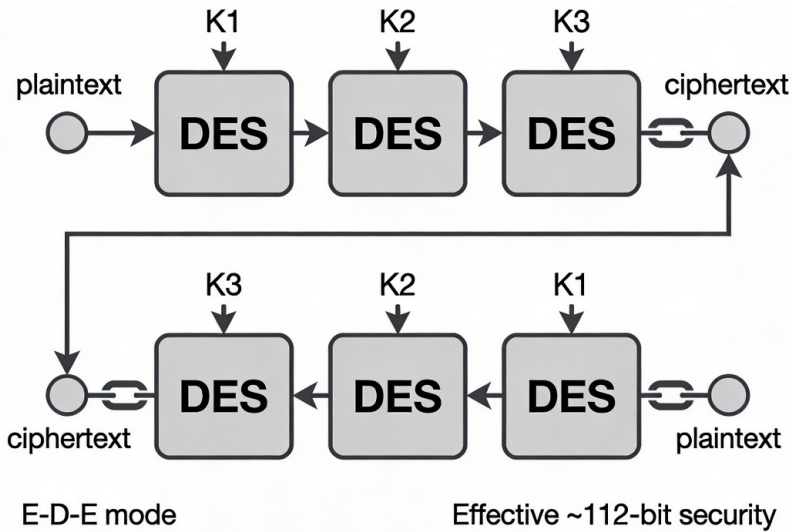 K1 K2 K3
plaintext ciphertext
DES DES DES
K3 K2 K1
DES DES DES
ciphertext plaintext
E-D-E mode Effective ~112-bit security